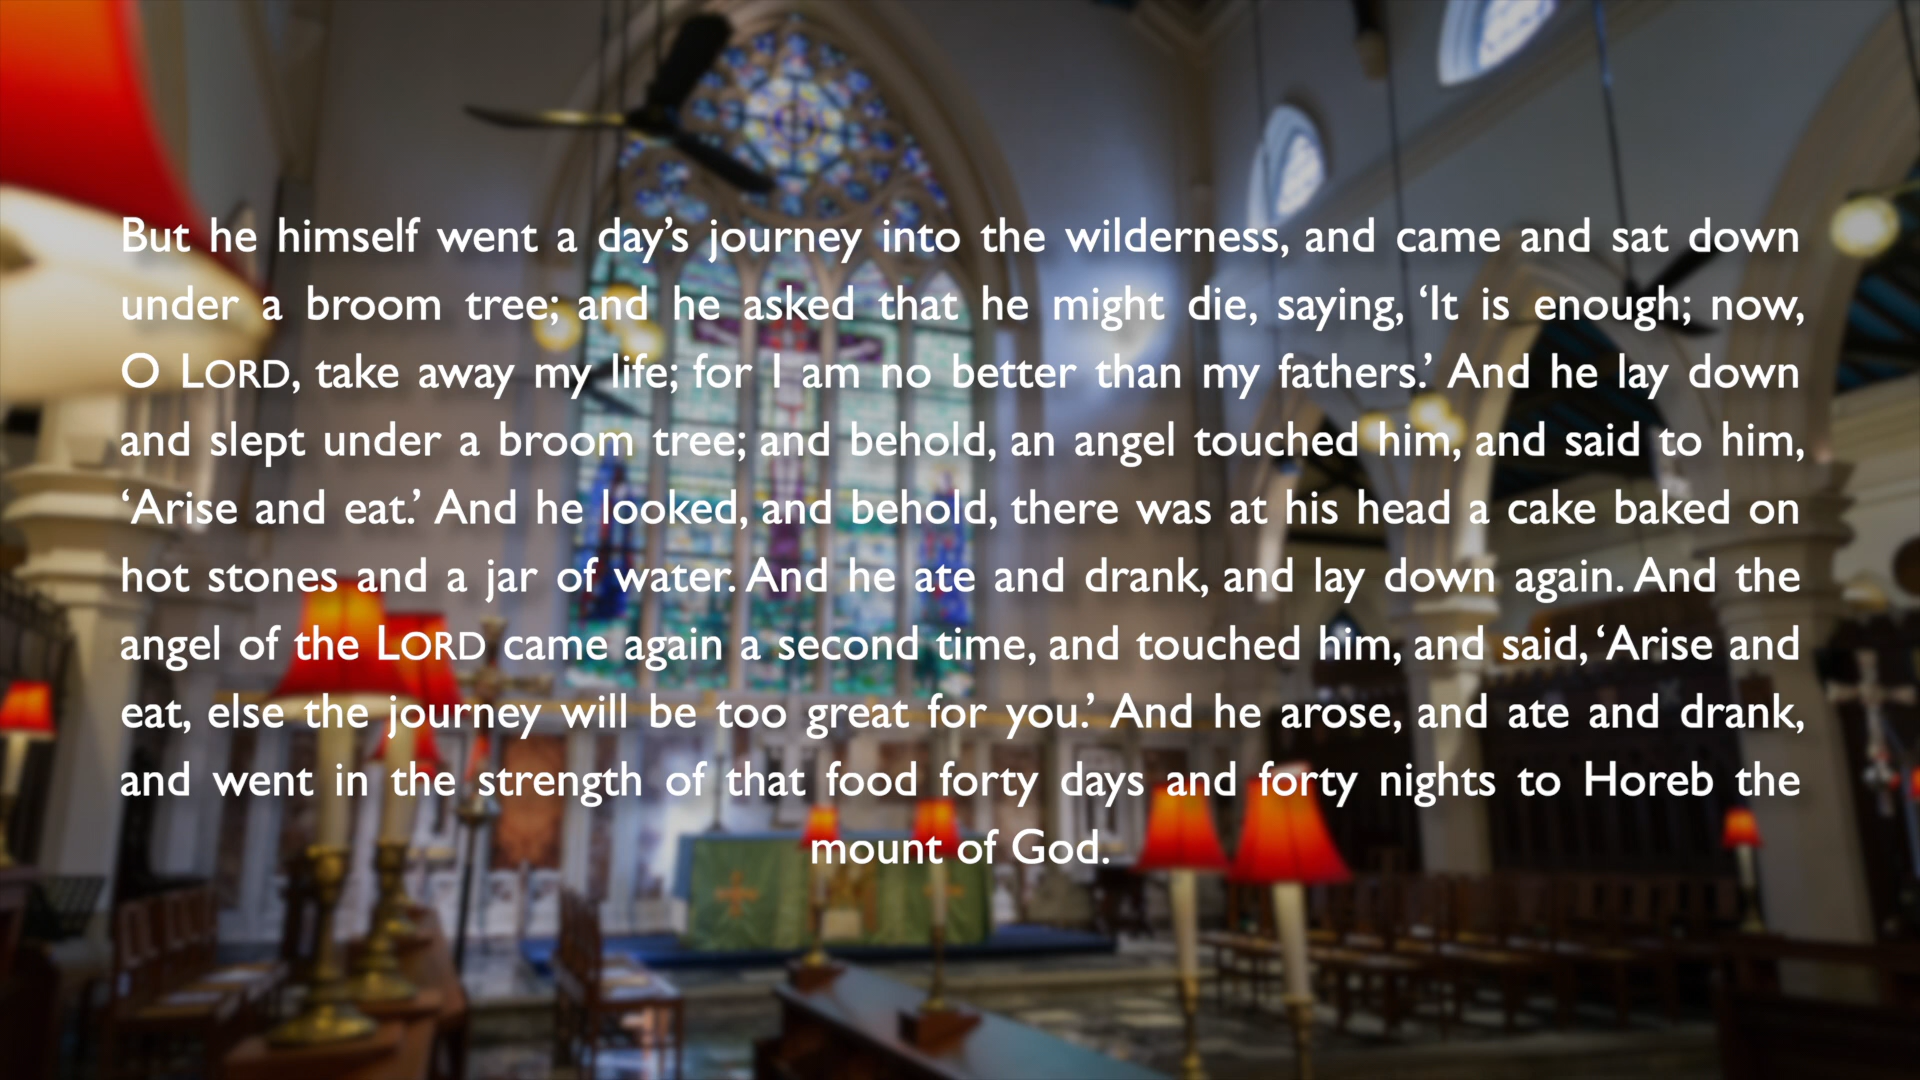 But he himself went a day’s journey into the wilderness, and came and sat down
under a broom tree; and he asked that he might die, saying, ‘It is enough; now,
O LORD, take away my life; for I am no better than my fathers.’ And he lay down
and slept under a broom tree; and behold, an angel touched him, and said to him,
‘Arise and eat.’ And he looked, and behold, there was at his head a cake baked on
hot stones and a jar of water. And he ate and drank, and lay down again. And the
angel of the LORD came again a second time, and touched him, and said, ‘Arise and
eat, else the journey will be too great for you.’ And he arose, and ate and drank,
and went in the strength of that food forty days and forty nights to Horeb the
mount of God.